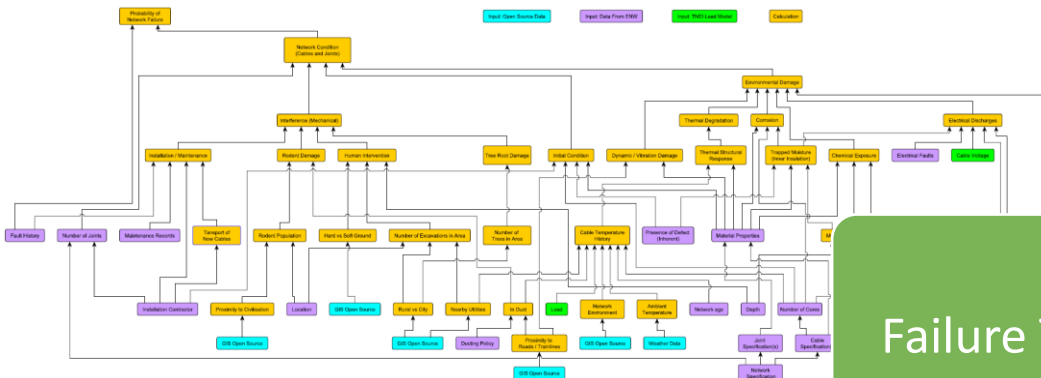 Input: Open Source Data
Input: Data From ENW
Input: TNEI Load Model
Calculation
Probability of
Network Failure
Network Condition
(Cables and Joints)
Environmental Damage
Interference (Mechanical)
Thermal Degradation
Corrosion
Electrical Discharges
Installation / Maintenance
Rodent Damage
Human Intervention
Tree Root Damage
Initial Condition
Dynamic / Vibration Damage
Thermal Structural
Response
Trapped Moisture
(Inner Insulation)
Chemical Exposure
Electrical Faults
Cable Voltage
Fault History
Number of Joints
Maintenance Records
Transport of
New Cables
Rodent Population
Hard vs Soft-Ground
Number of Excavations in Area
Number of
Trees in Area
Cable Temperature
History
Presence of Defect
(Inherent)
Material Properties
Installation Contractor
Proximity to Civilisation
Location
GIS Open Source
Rural vs City
Nearby Utilities
In Duct
Load
Network
Environment
Ambient
Temperature
Network age
Depth
Number of Cores
GIS Open Source
GIS Open Source
Ducting Policy
Proximity to
Roads / Tramlines
GIS Open Source
Weather Data
Joint
Specification(s)
Cable
Specification(s)
GIS Open Source
Network
Specification
Failure